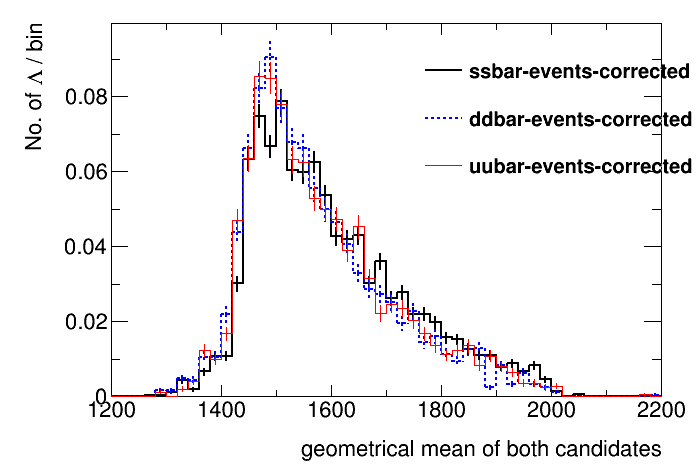 No. of Λ / bin
ssbar-events-corrected
0.08
ddbar-events-corrected
uubar-events-corrected
0.06
0.04
0.02
0
1200 1400 1600 1800 2000 2200
geometrical mean of both candidates